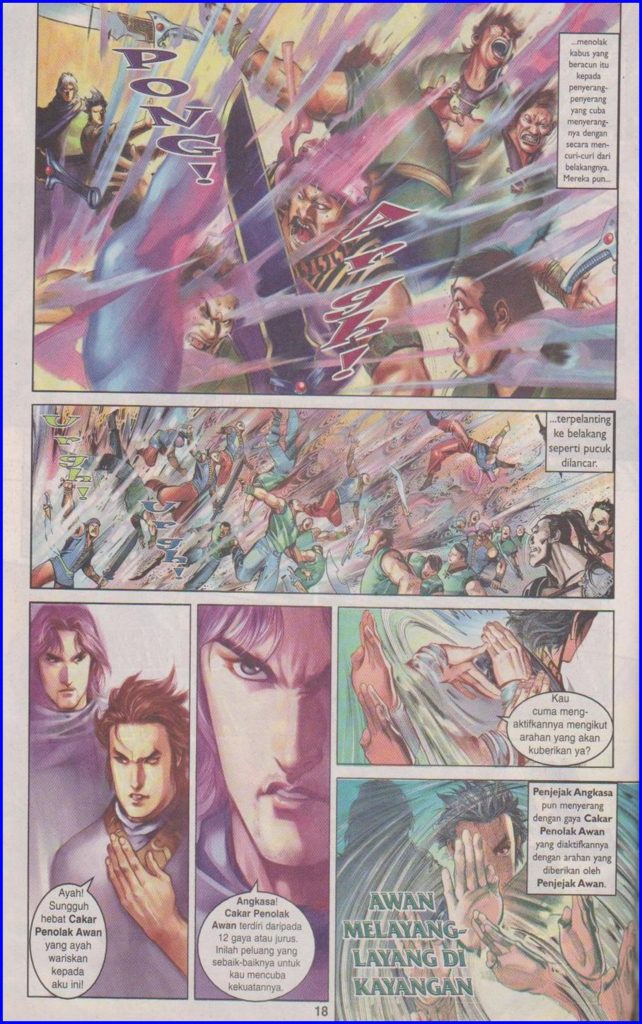 PONG!
...menolak
kabus yang
beracun itu
kepada
penyerang-
penyerang
yang cuba
menyerang-
nya dengan
secara men-
curi-curi dari
belakangnya.
Mereka pun...
Argh!
Urgh!
Urgh!
...terpelanting
ke belakang
seperti pucuk
dilancar.
Ayah!
Sungguh
hebat Cakar
Penolak Awan
yang ayah
wariskan
kepada
aku ini!
Angkasa!
Cakar Penolak
Awan terdiri daripada
12 gaya atau jurus.
Inilah peluang yang
sebaik-baiknya untuk
kau mencuba
kekuatannya.
Kau
cuma meng-
aktifkannya mengikut
arahan yang akan
kuberikan ya?
Penjejak Angkasa
pun menyerang
dengan gaya Cakar
Penolak Awan
yang diaktifkannya
dengan arahan yang
diberikan oleh
Penjejak Awan.
AWAN
MELAYANG-
LAYANG DI
KAYANGAN
18